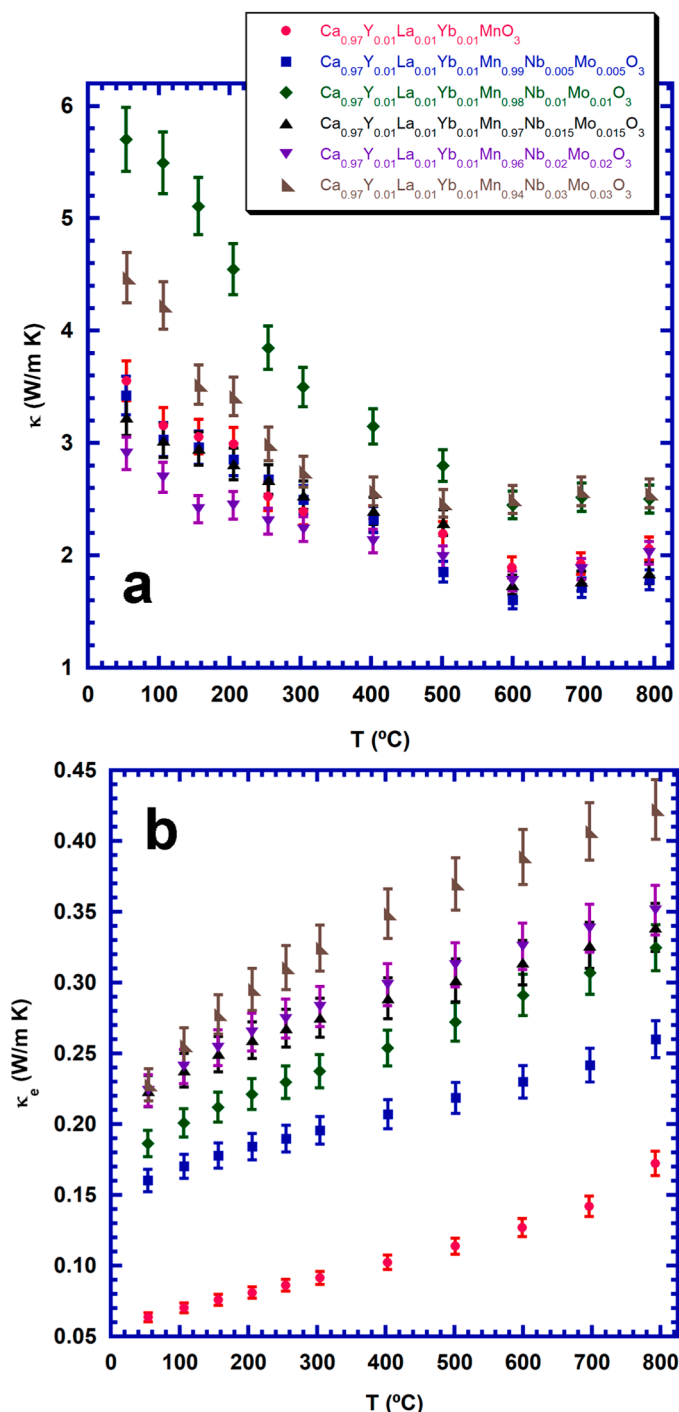 Ca₀.₉₇Y₀.₀₁La₀.₀₁Yb₀.₀₁MnO₃
Ca₀.₉₇Y₀.₀₁La₀.₀₁Yb₀.₀₁Mn₀.₉₉Nb₀.₀₀₅Mo₀.₀₀₅O₃
Ca₀.₉₇Y₀.₀₁La₀.₀₁Yb₀.₀₁Mn₀.₉₈Nb₀.₀₁Mo₀.₀₁O₃
Ca₀.₉₇Y₀.₀₁La₀.₀₁Yb₀.₀₁Mn₀.₉₇Nb₀.₀₁₅Mo₀.₀₁₅O₃
Ca₀.₉₇Y₀.₀₁La₀.₀₁Yb₀.₀₁Mn₀.₉₆Nb₀.₀₂Mo₀.₀₂O₃
Ca₀.₉₇Y₀.₀₁La₀.₀₁Yb₀.₀₁Mn₀.₉₄Nb₀.₀₃Mo₀.₀₃O₃
6
5
4
3
2
1
κ (W/m K)
a
0 100 200 300 400 500 600 700 800
T (ºC)
0.45
0.40
0.35
0.30
0.25
0.20
0.15
0.10
0.05
κₑ (W/m K)
b
0 100 200 300 400 500 600 700 800
T (ºC)